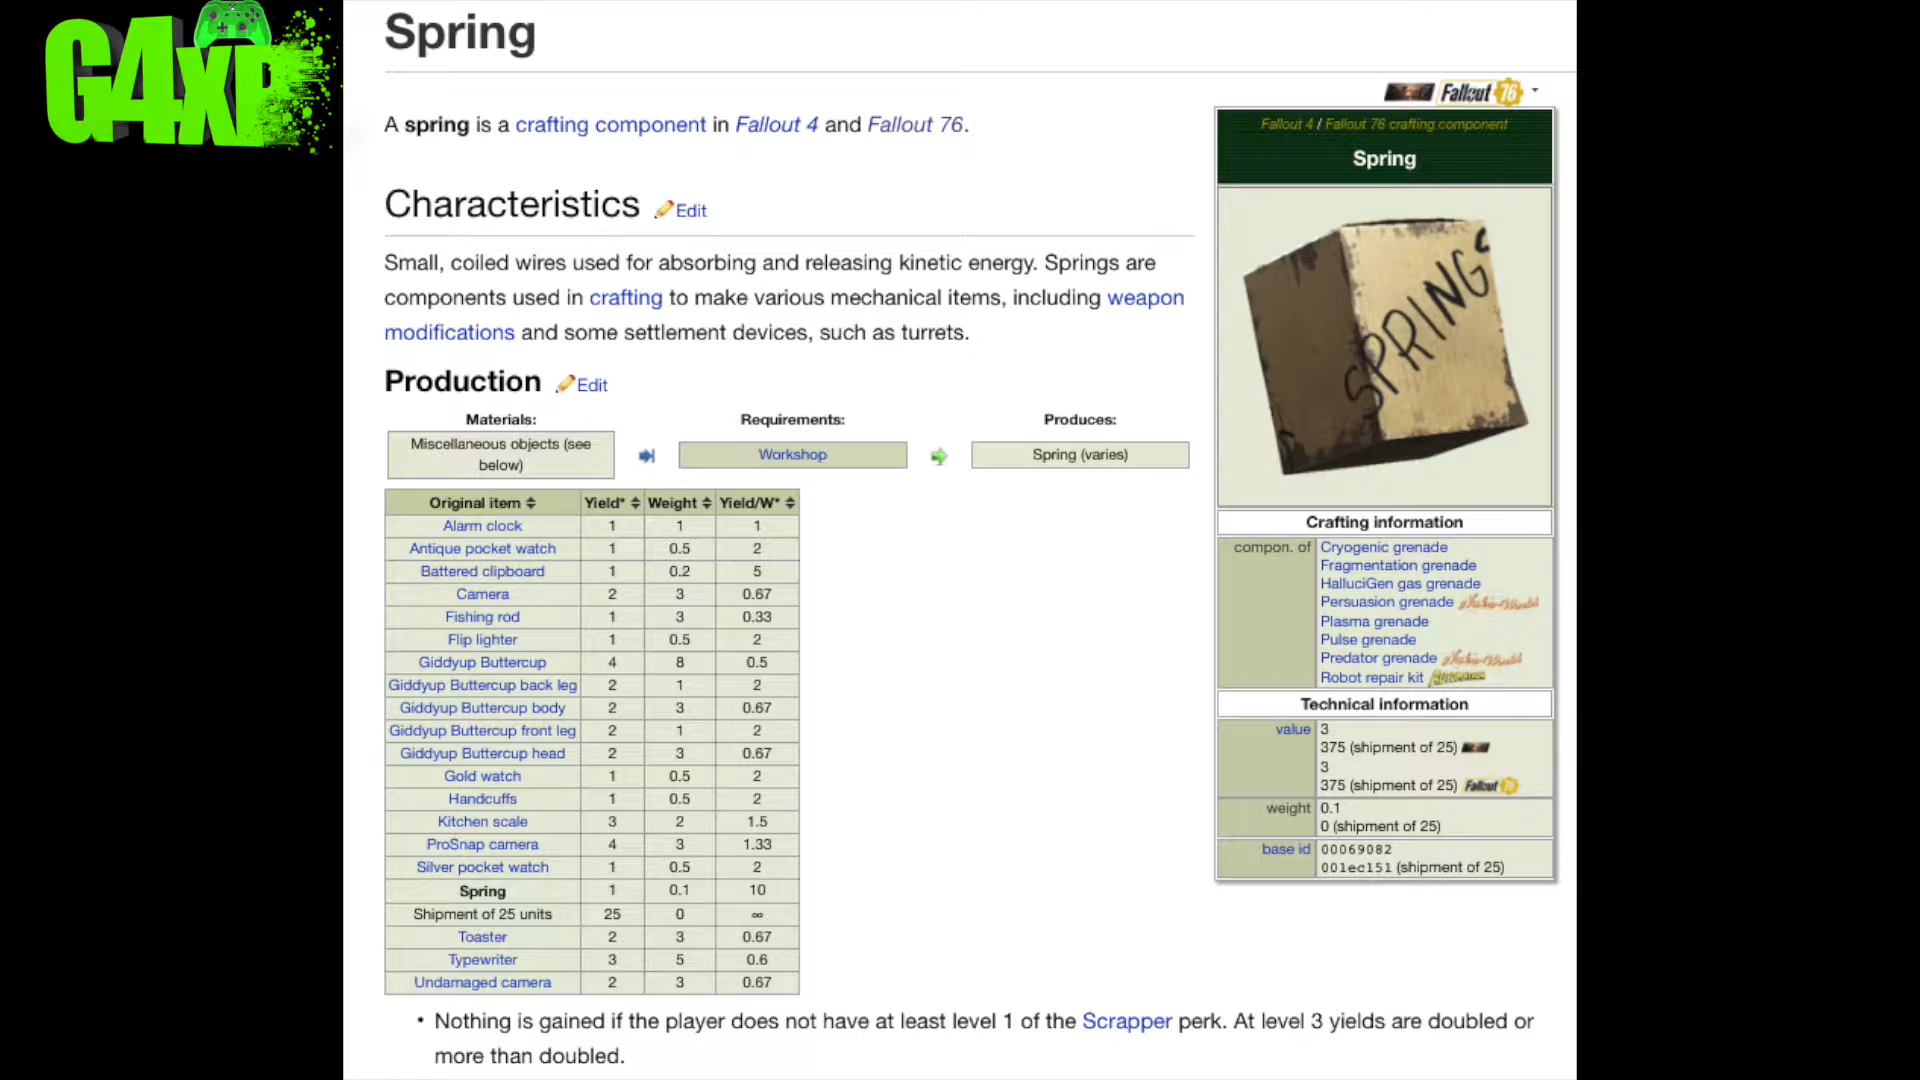 G4XP
Spring
Fallout 76
A spring is a crafting component in Fallout 4 and Fallout 76.
Fallout 4 / Fallout 76 crafting component
Spring
SPRINGS
Characteristics Edit
Small, coiled wires used for absorbing and releasing kinetic energy. Springs are
components used in crafting to make various mechanical items, including weapon
modifications and some settlement devices, such as turrets.
Production Edit
Materials: Requirements: Produces:
Miscellaneous objects (see
below)
Workshop
Spring (varies)
Original item Yield* Weight Yield/W*
Alarm clock 1 1 1
Antique pocket watch 1 0.5 2
Battered clipboard 1 0.2 5
Camera 2 3 0.67
Fishing rod 1 3 0.33
Flip lighter 1 0.5 2
Giddyup Buttercup 4 8 0.5
Giddyup Buttercup back leg 2 1 2
Giddyup Buttercup body 2 3 0.67
Giddyup Buttercup front leg 2 1 2
Giddyup Buttercup head 2 3 0.67
Gold watch 1 0.5 2
Handcuffs 1 0.5 2
Kitchen scale 3 2 1.5
ProSnap camera 4 3 1.33
Silver pocket watch 1 0.5 2
Spring 1 0.1 10
Shipment of 25 units 25 0 ∞
Toaster 2 3 0.67
Typewriter 3 5 0.6
Undamaged camera 2 3 0.67
Crafting information
compon. of Cryogenic grenade
Fragmentation grenade
HalluciGen gas grenade
Persuasion grenade
Plasma grenade
Pulse grenade
Predator grenade
Robot repair kit
Technical information
value 3
375 (shipment of 25)
3
375 (shipment of 25) Fallout
weight 0.1
0 (shipment of 25)
base id 00069082
001ec151 (shipment of 25)
• Nothing is gained if the player does not have at least level 1 of the Scrapper perk. At level 3 yields are doubled or
more than doubled.